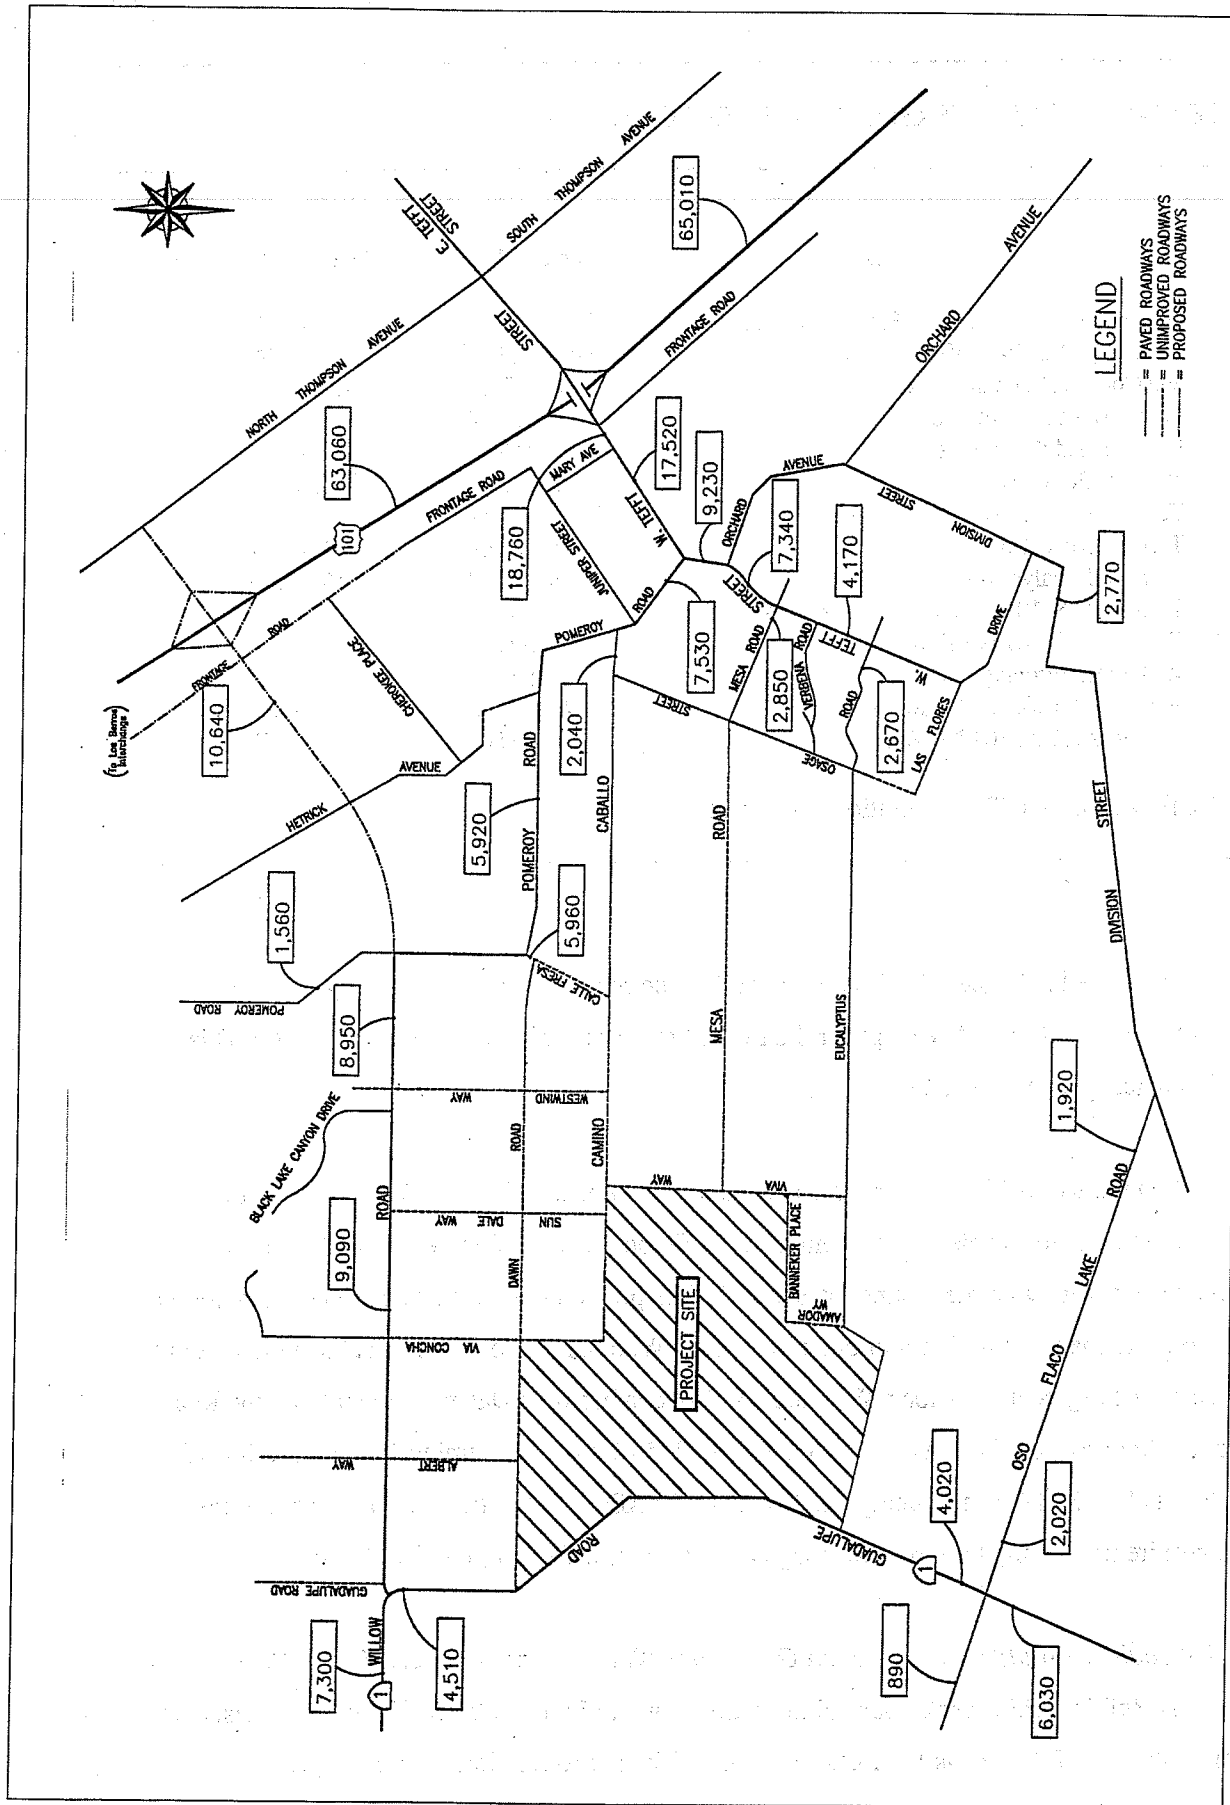 (To Los Berros
Interchange)
NORTH THOMPSON AVENUE
SOUTH THOMPSON AVENUE
E. TEFFT
STREET
STREET
63,060
101
65,010
FRONTAGE ROAD
FRONTAGE ROAD
FRONTAGE ROAD
10,640
CHEROKEE PLACE
HETRICK
AVENUE
18,760
MARY AVE
JUNIPER STREET
W. TEFFT
17,520
9,230
ORCHARD
AVENUE
ORCHARD
AVENUE
STREET
7,340
4,170
DIVISION
STREET
2,770
POMEROY
ROAD
7,530
MESA ROAD
2,850
VERBENA
ROAD
TEFFT
W.
ROAD
2,670
DRIVE
LAS FLORES
OSAGE
STREET
2,040
CABALLO
ROAD
5,920
POMEROY
5,960
CALLE FRESA
1,560
POMEROY ROAD
8,950
BLACK LAKE CANYON DRIVE
ROAD
9,090
WESTWIND
WAY
ROAD
CAMINO
SUN
DALE
WAY
DAWN
VIA CONCHA
ALBERT
WAY
GUADALUPE ROAD
WILLOW
7,300
1
4,510
ROAD
MESA
ROAD
EUCALYPTUS
VIVA
WAY
BANNEKER PLACE
AMADOR
WY
PROJECT SITE
GUADALUPE
1
4,020
890
6,030
2,020
OSO
FLACO
LAKE
ROAD
1,920
DIVISION
STREET
LEGEND
= PAVED ROADWAYS
= UNIMPROVED ROADWAYS
= PROPOSED ROADWAYS